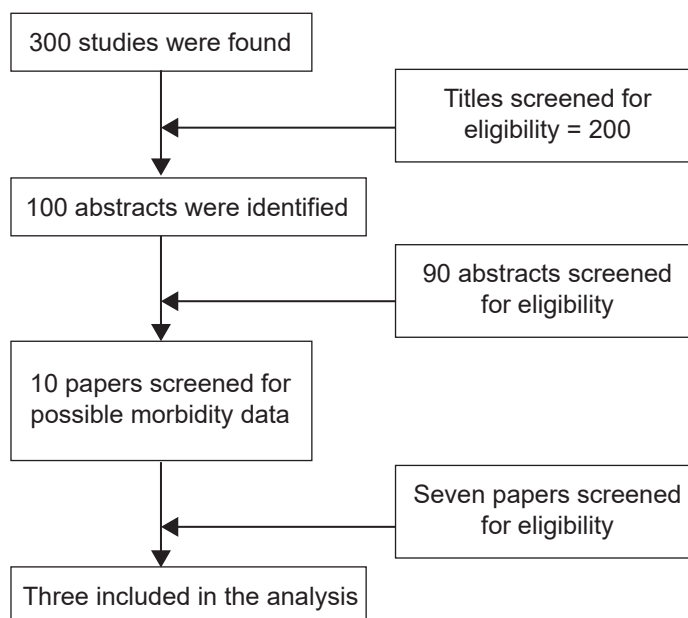 300 studies were found
Titles screened for
eligibility = 200
100 abstracts were identified
90 abstracts screened
for eligibility
10 papers screened for
possible morbidity data
Seven papers screened
for eligibility
Three included in the analysis